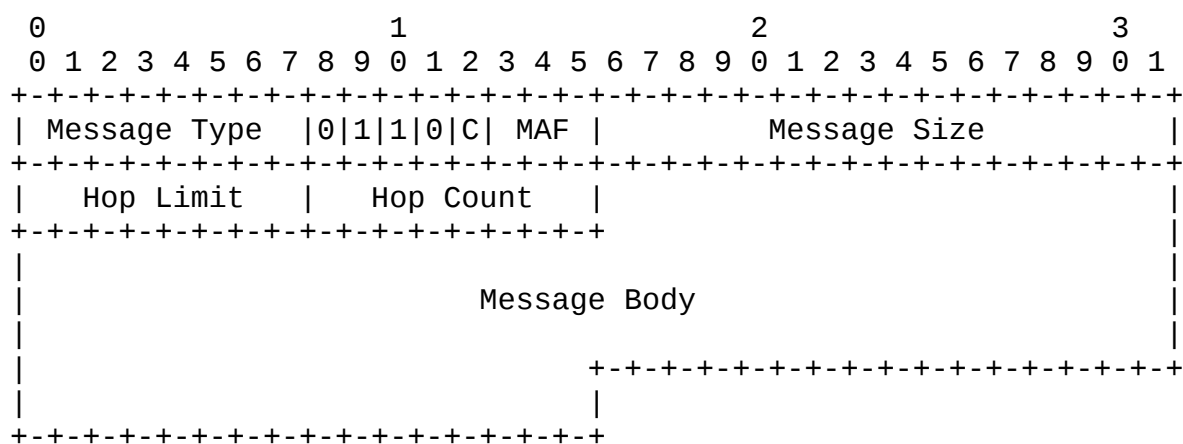 0                   1                   2                   3
 0 1 2 3 4 5 6 7 8 9 0 1 2 3 4 5 6 7 8 9 0 1 2 3 4 5 6 7 8 9 0 1
+-+-+-+-+-+-+-+-+-+-+-+-+-+-+-+-+-+-+-+-+-+-+-+-+-+-+-+-+-+-+-+-+
| Message Type  |0|1|1|0|C| MAF |         Message Size          |
+-+-+-+-+-+-+-+-+-+-+-+-+-+-+-+-+-+-+-+-+-+-+-+-+-+-+-+-+-+-+-+-+
|   Hop Limit   |   Hop Count   |                               |
+-+-+-+-+-+-+-+-+-+-+-+-+-+-+-+-+                               |
|                                                               |
|                         Message Body                          |
|                                                               |
|                               +-+-+-+-+-+-+-+-+-+-+-+-+-+-+-+-+
|                               |
+-+-+-+-+-+-+-+-+-+-+-+-+-+-+-+-+